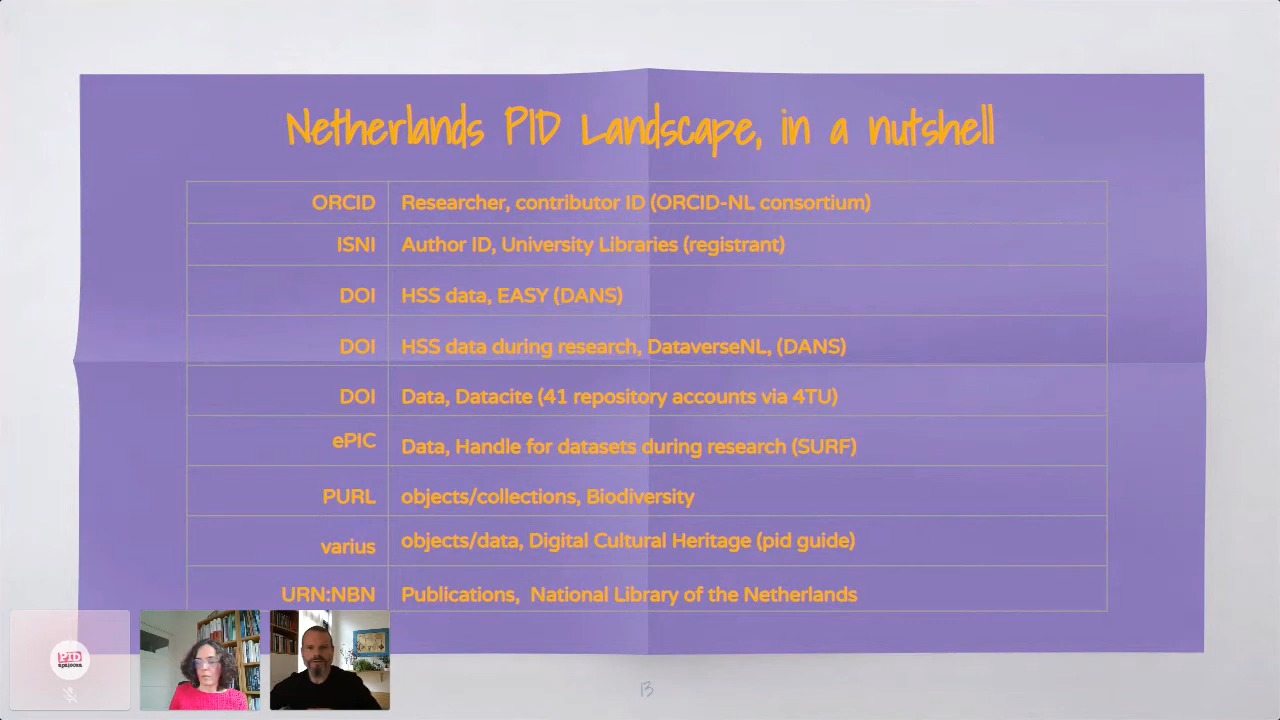 Netherlands PID Landscape, in a nutshell
ORCID Researcher, contributor ID (ORCID-NL consortium)
ISNI Author ID, University Libraries (registrant)
DOI HSS data, EASY (DANS)
DOI HSS data during research, DataverseNL, (DANS)
DOI Data, Datacite (41 repository accounts via 4TU)
ePIC Data, Handle for datasets during research (SURF)
PURL objects/collections, Biodiversity
varius objects/data, Digital Cultural Heritage (pid guide)
URN:NBN Publications, National Library of the Netherlands
PID
apalooza
13